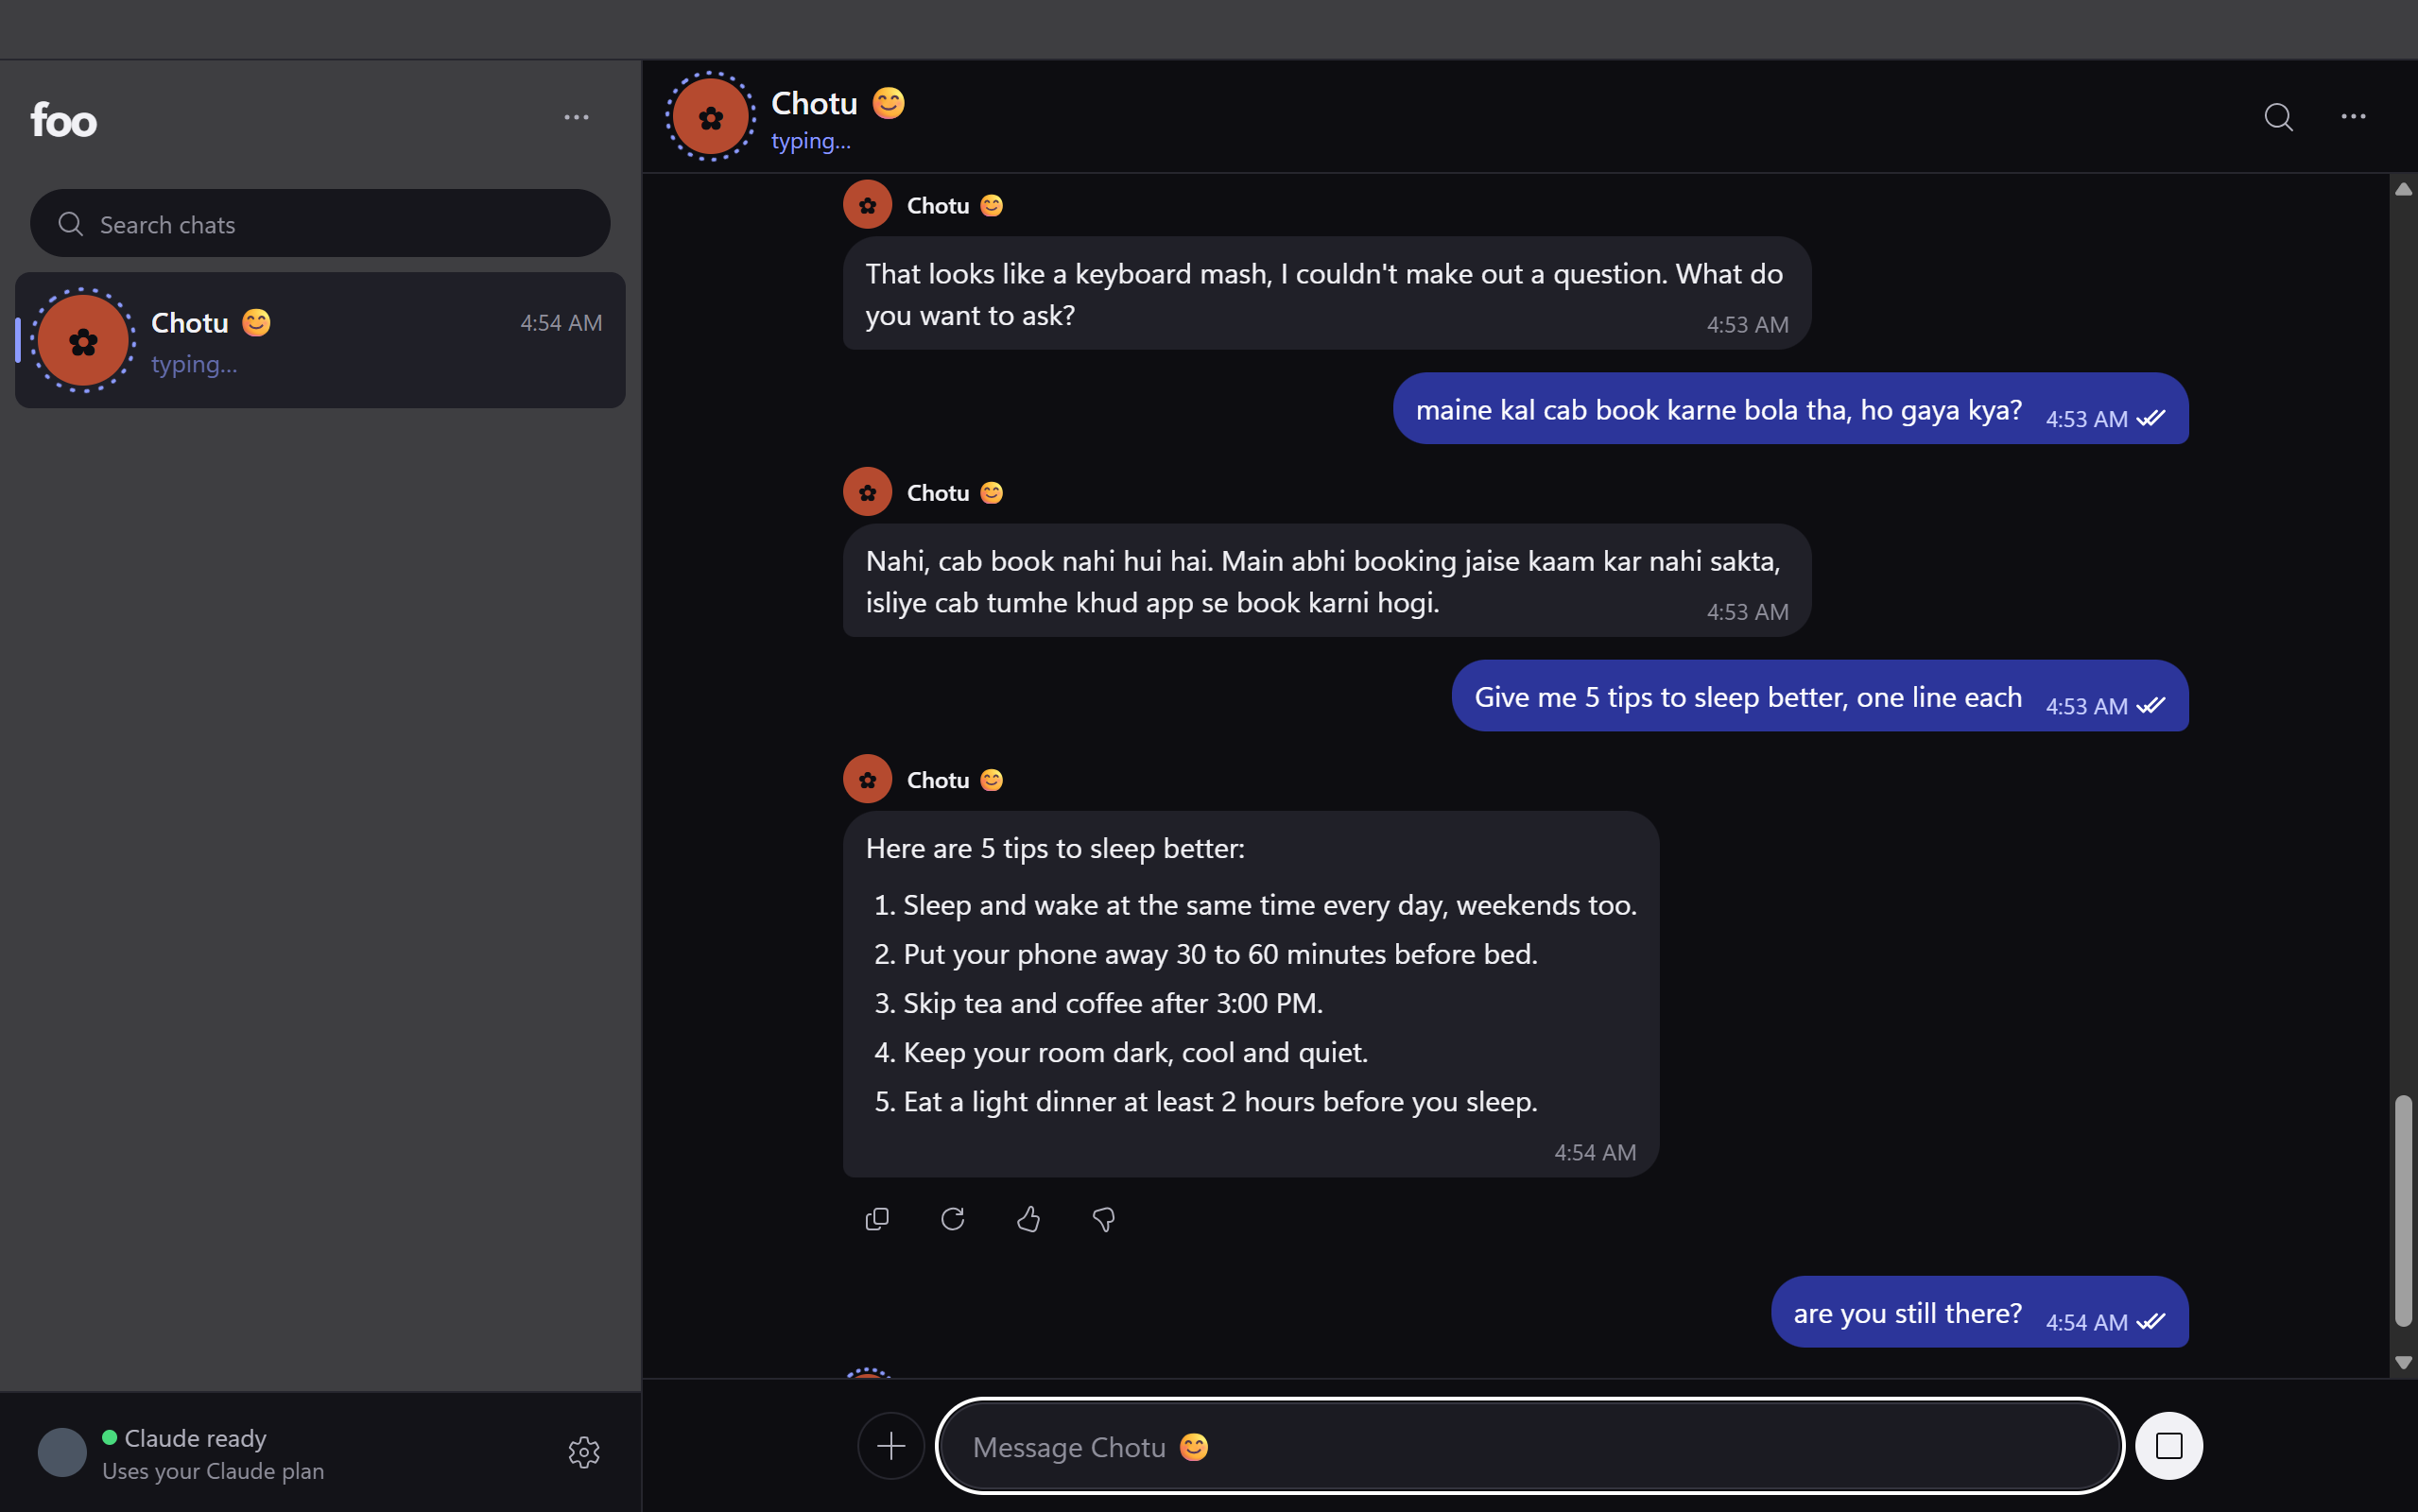 foo
Search chats
Chotu 😊
4:54 AM
typing...
Claude ready
Uses your Claude plan
Chotu 😊
typing...
Chotu 😊
That looks like a keyboard mash, I couldn't make out a question. What do
you want to ask?
4:53 AM
maine kal cab book karne bola tha, ho gaya kya?
4:53 AM
Chotu 😊
Nahi, cab book nahi hui hai. Main abhi booking jaise kaam kar nahi sakta,
isliye cab tumhe khud app se book karni hogi.
4:53 AM
Give me 5 tips to sleep better, one line each
4:53 AM
Chotu 😊
Here are 5 tips to sleep better:
1. Sleep and wake at the same time every day, weekends too.
2. Put your phone away 30 to 60 minutes before bed.
3. Skip tea and coffee after 3:00 PM.
4. Keep your room dark, cool and quiet.
5. Eat a light dinner at least 2 hours before you sleep.
4:54 AM
are you still there?
4:54 AM
Message Chotu 😊